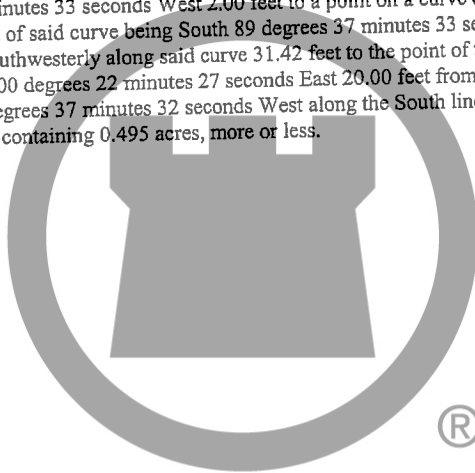 inutes 33 seconds West 2.00 feet to a point on a curve
of said curve being South 89 degrees 37 minutes 33 se
uthwesterly along said curve 31.42 feet to the point of
00 degrees 22 minutes 27 seconds East 20.00 feet from
egrees 37 minutes 32 seconds West along the South line
containing 0.495 acres, more or less.
®